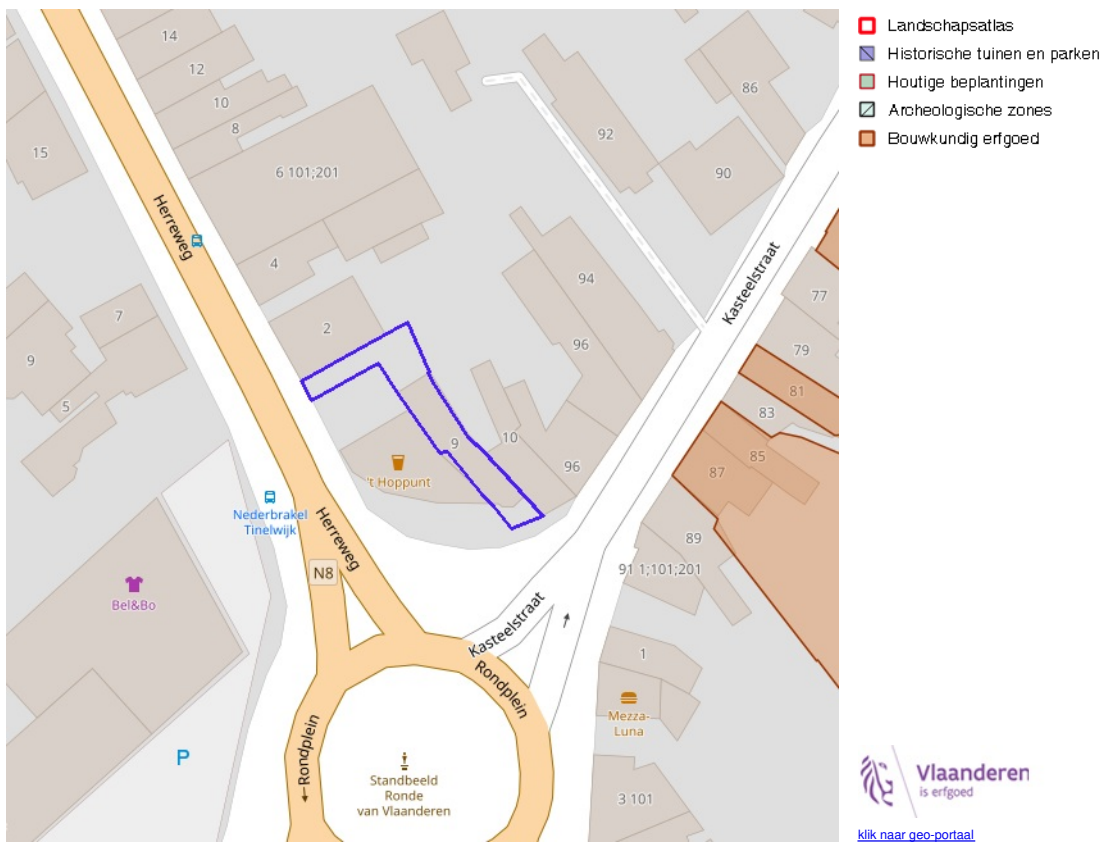 14
12
10
8
15
6 101;201
Herreweg
4
2
7
9
5
86
92
90
Kasteelstraat
94
96
77
79
81
83
85
87
9
10
96
't Hoppunt
Nederbrakel
Tinelwijk
Herreweg
N8
Bel&Bo
89
91 1;101;201
Kasteelstraat
Rondplein
1
Mezza-
Luna
←Rondplein
P
Standbeeld
Ronde
van Vlaanderen
3 101
Landschapsatlas
Historische tuinen en parken
Houtige beplantingen
Archeologische zones
Bouwkundig erfgoed
Vlaanderen
is erfgoed
klik naar geo-portaal